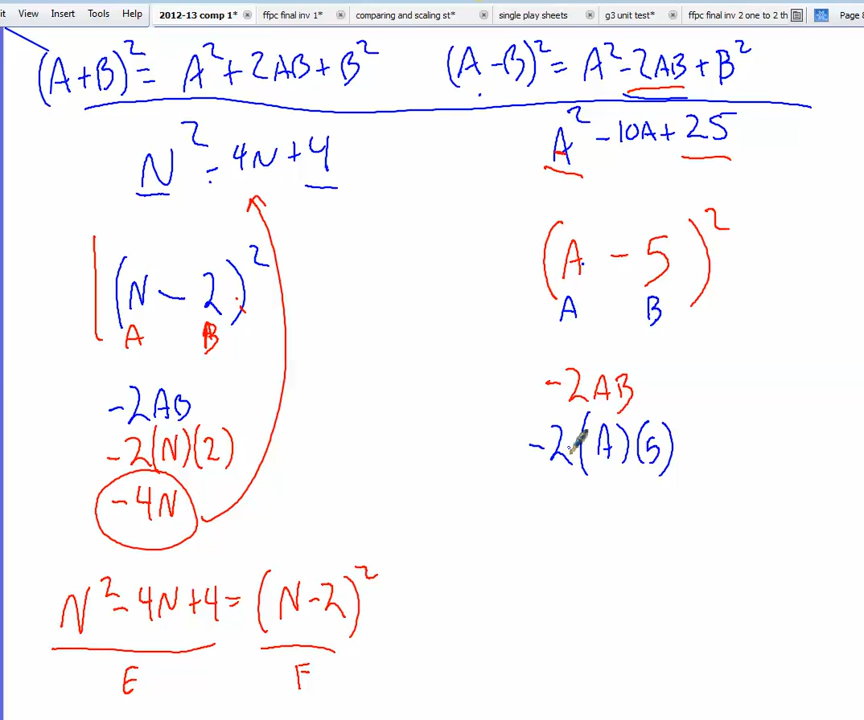 it View Insert Tools 2012-13 comp 1* ffpc final inv 1* comparing and scaling st* single play sheets g3 unit test* ffpc final inv 2 one to 2 th Page 8
(A+B)² = A² + 2AB + B² (A - B)² = A² - 2AB + B²
N² - 4N + 4 A² - 10A + 25
(N - 2)² (A - 5)²
A B A B
-2AB -2AB
-2(N)(2) -2(A)(5)
-4N
N² - 4N + 4 = (N - 2)²
E F